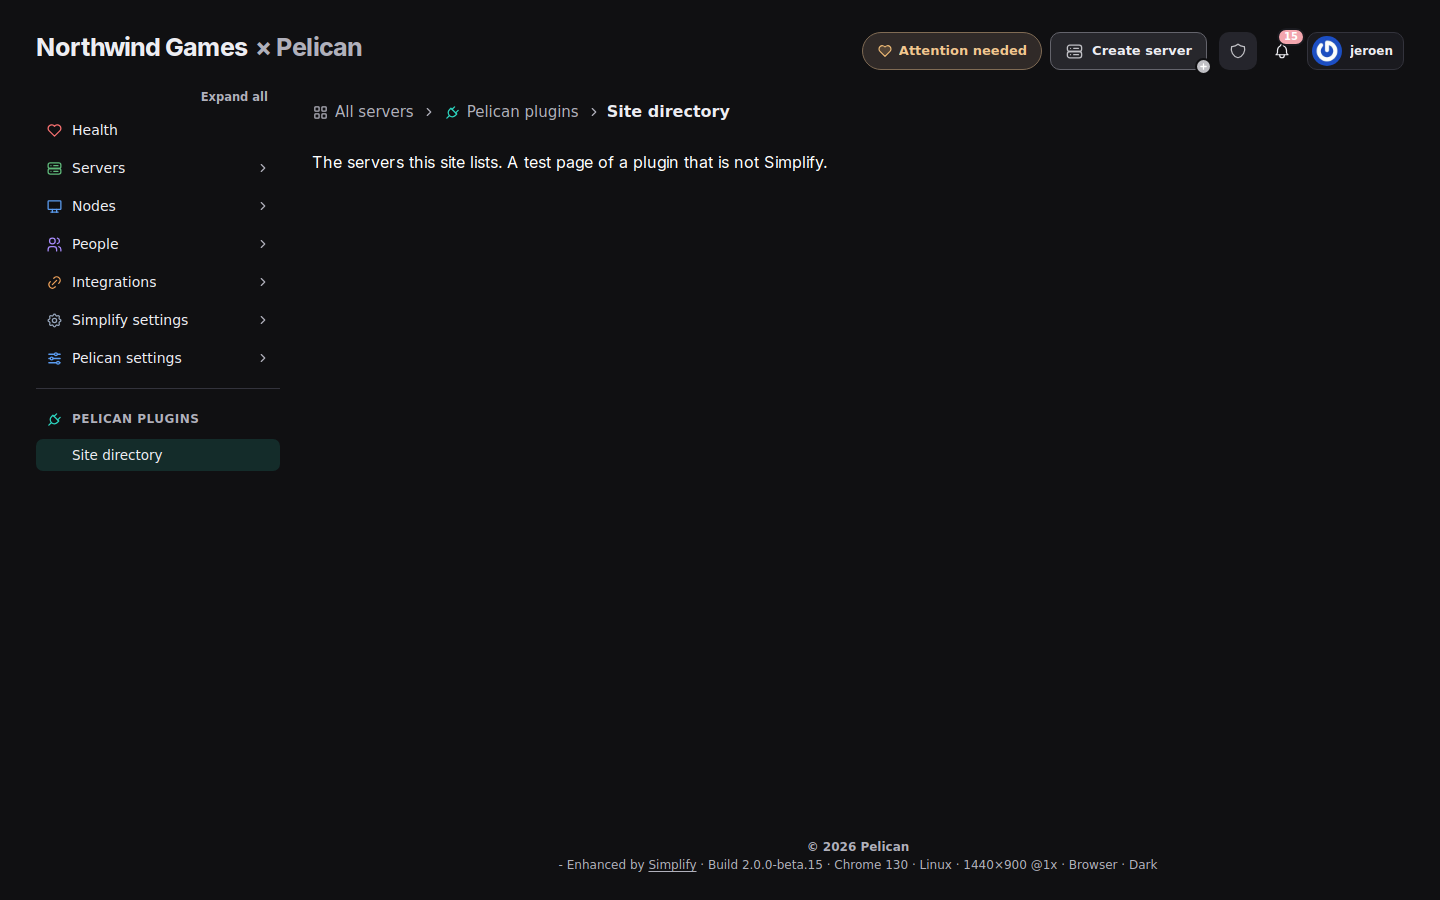 Northwind Games × Pelican
Attention needed
Create server
15
jeroen
Expand all
Health
Servers
Nodes
People
Integrations
Simplify settings
Pelican settings
PELICAN PLUGINS
Site directory
All servers > Pelican plugins > Site directory
The servers this site lists. A test page of a plugin that is not Simplify.
© 2026 Pelican
- Enhanced by Simplify · Build 2.0.0-beta.15 · Chrome 130 · Linux · 1440×900 @1x · Browser · Dark